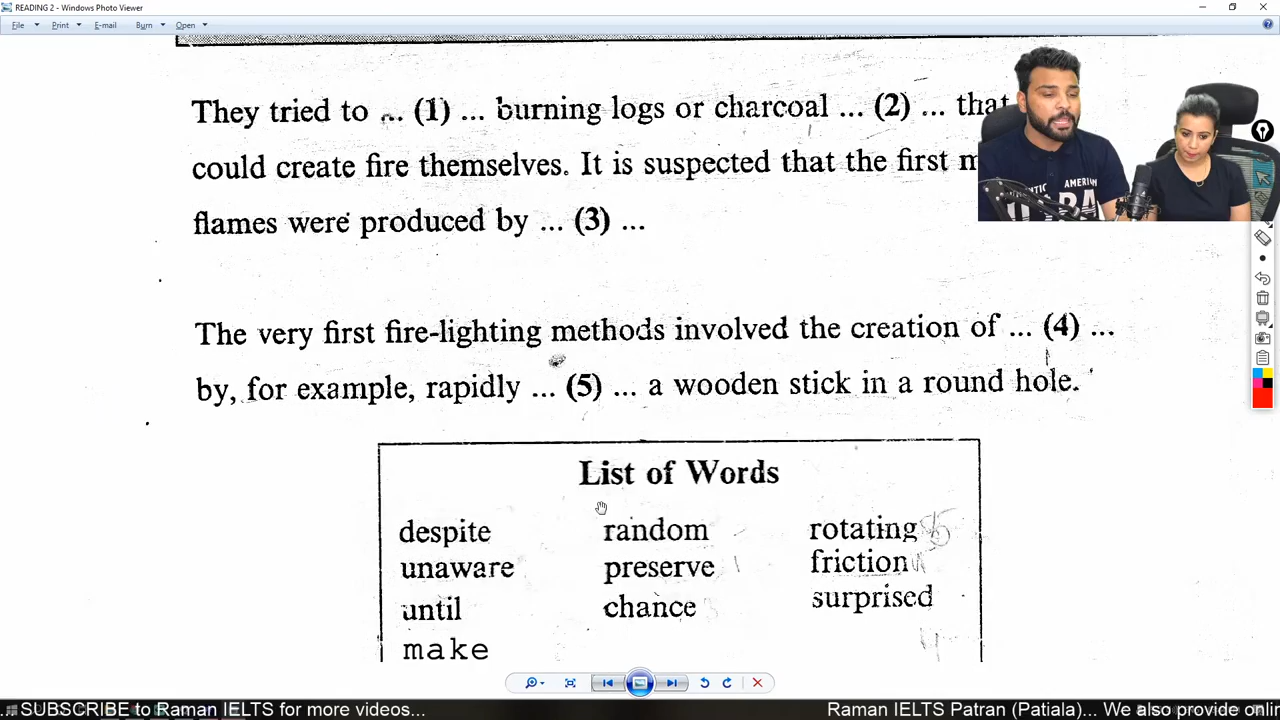 READING 2 - Windows Photo Viewer
File Print E-mail Burn Open
They tried to ... (1) ... burning logs or charcoal ... (2) ... that
could create fire themselves. It is suspected that the first m
flames were produced by ... (3) ...
The very first fire-lighting methods involved the creation of ... (4) ...
by, for example, rapidly ... (5) ... a wooden stick in a round hole.
List of Words
despite random rotating 5
unaware preserve friction
until chance surprised
make
... SUBSCRIBE to Raman IELTS for more videos... Raman IELTS Patran (Patiala)... We also provide onlin